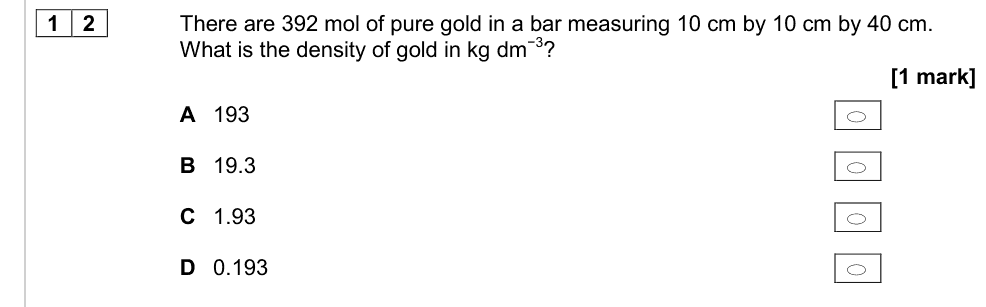 1 2 There are 392 mol of pure gold in a bar measuring 10 cm by 10 cm by 40 cm.
What is the density of gold in kg dm⁻³?
[1 mark]
A 193
B 19.3
C 1.93
D 0.193